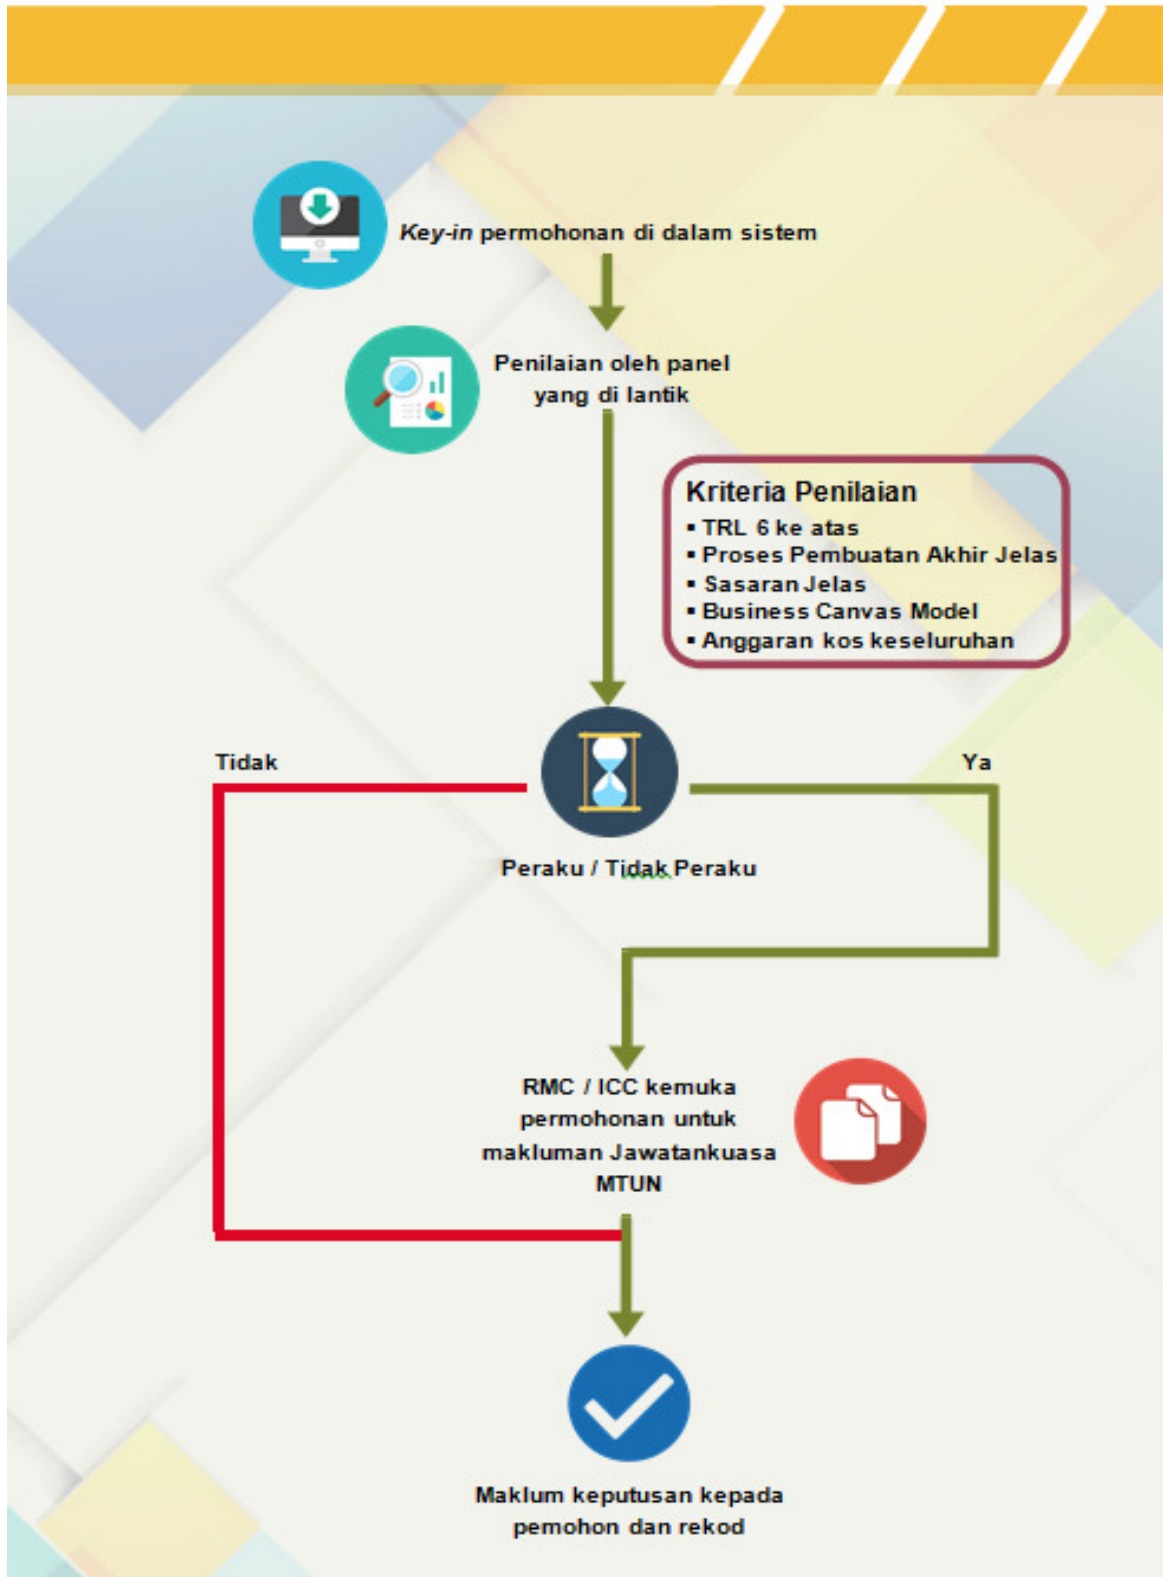 Key-in permohonan di dalam sistem
Penilaian oleh panel
yang di lantik
Kriteria Penilaian
▪ TRL 6 ke atas
▪ Proses Pembuatan Akhir Jelas
▪ Sasaran Jelas
▪ Business Canvas Model
▪ Anggaran kos keseluruhan
Tidak
Ya
Peraku / Tidak Peraku
RMC / ICC kemuka
permohonan untuk
makluman Jawatankuasa
MTUN
Maklum keputusan kepada
pemohon dan rekod